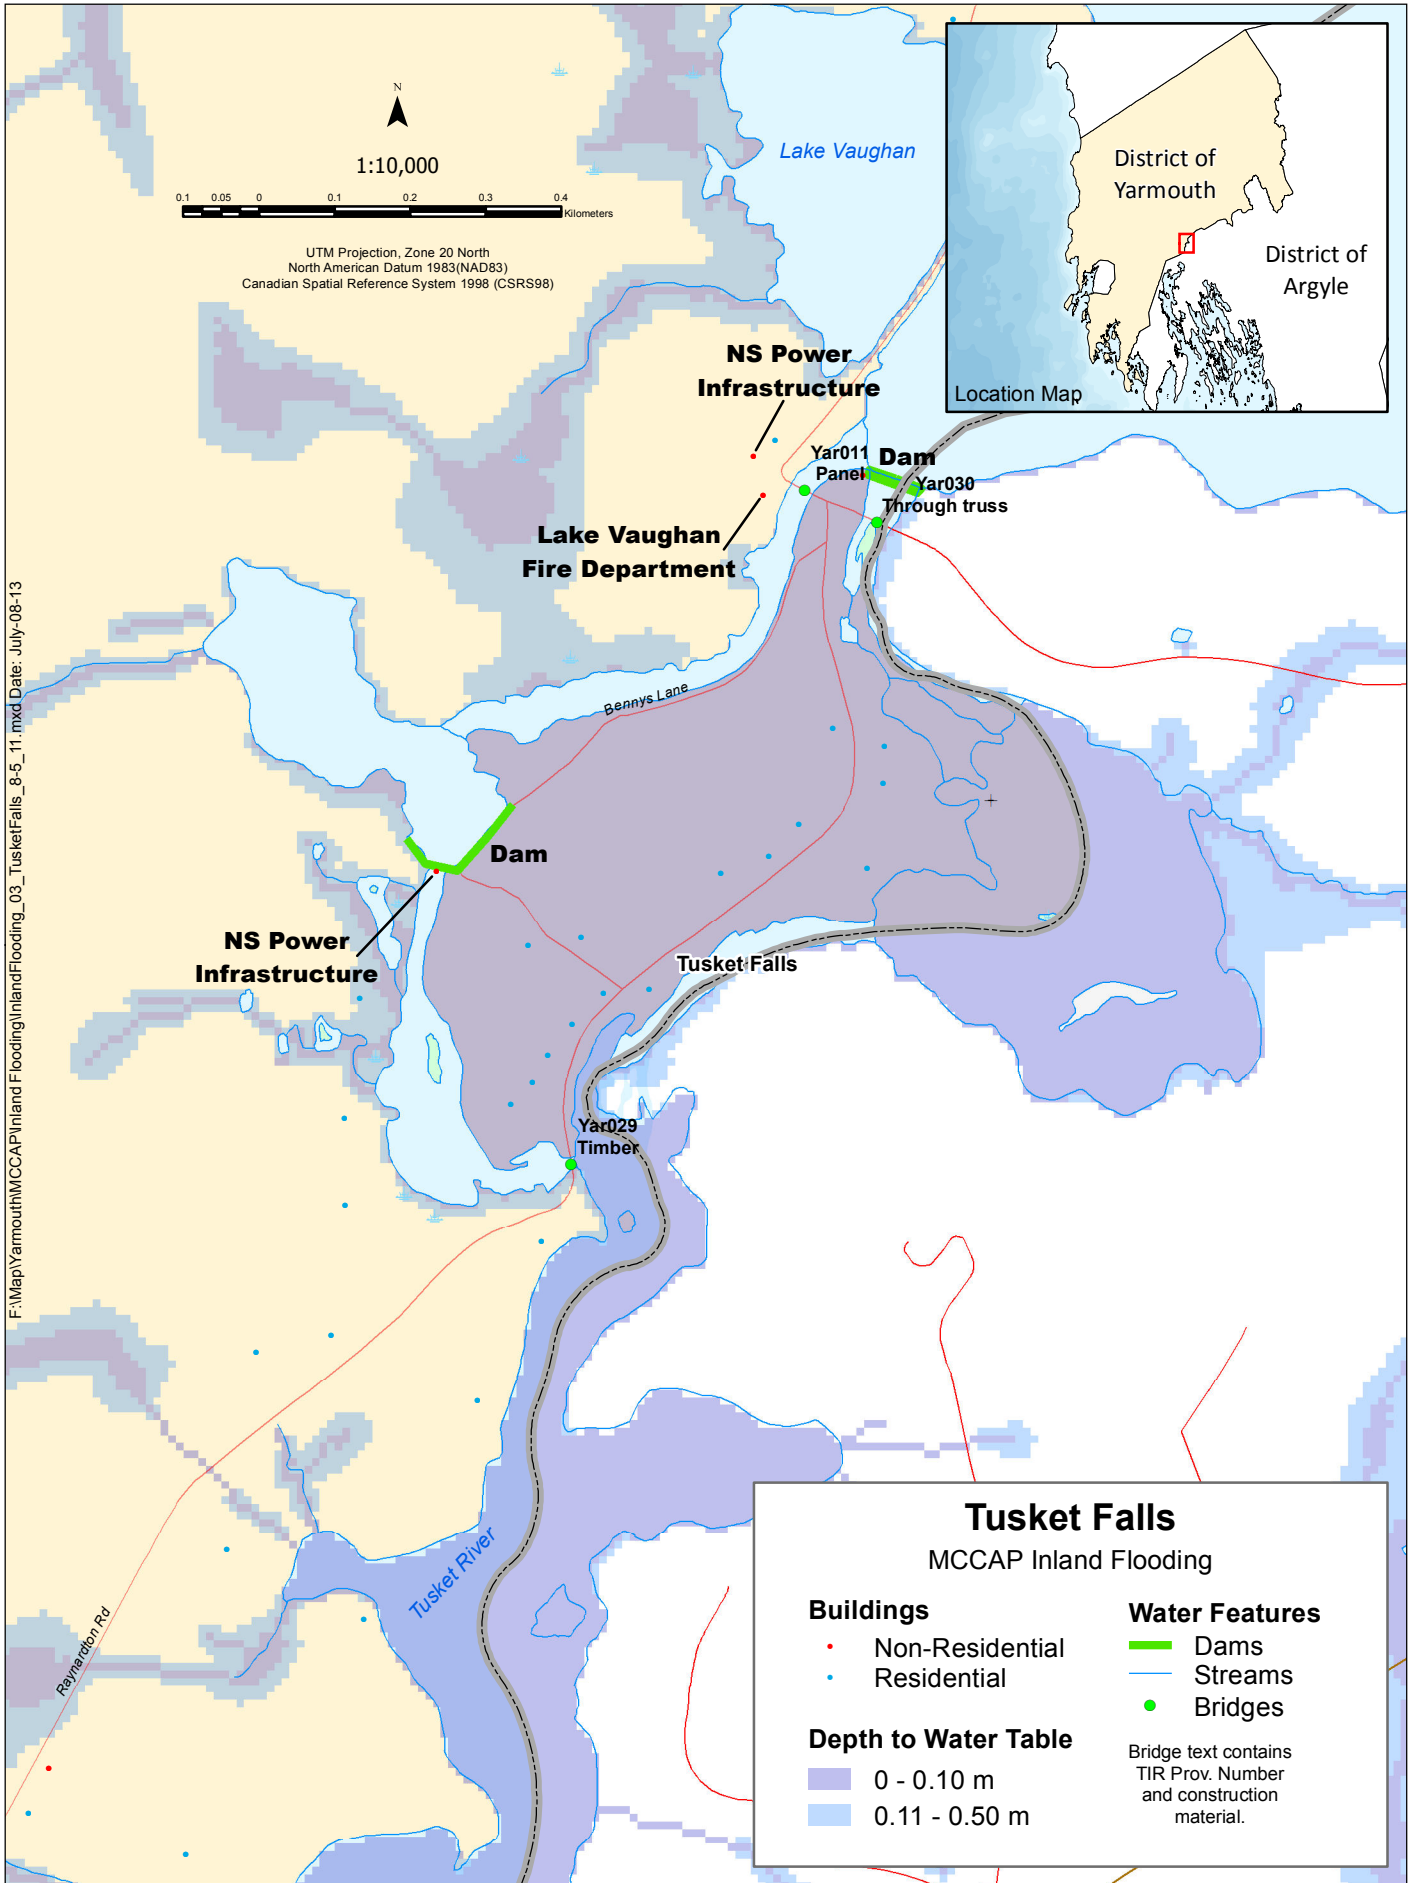 N
1:10,000
0.1 0.05 0 0.1 0.2 0.3 0.4
Kilometers
UTM Projection, Zone 20 North
North American Datum 1983(NAD83)
Canadian Spatial Reference System 1998 (CSRS98)
Lake Vaughan
District of
Yarmouth
District of
Argyle
Location Map
NS Power
Infrastructure
Yar011
Panel
Dam
Yar030
Through truss
Lake Vaughan
Fire Department
Bennys Lane
Dam
NS Power
Infrastructure
Tusket Falls
Yar029
Timber
Tusket River
Raynardton Rd
F:\Map\Yarmouth\MCCAP\Inland Flooding\InlandFlooding_03_TusketFalls_8-5_11.mxd Date: July-08-13
Tusket Falls
MCCAP Inland Flooding
Buildings
Non-Residential
Residential
Depth to Water Table
0 - 0.10 m
0.11 - 0.50 m
Water Features
Dams
Streams
Bridges
Bridge text contains
TIR Prov. Number
and construction
material.